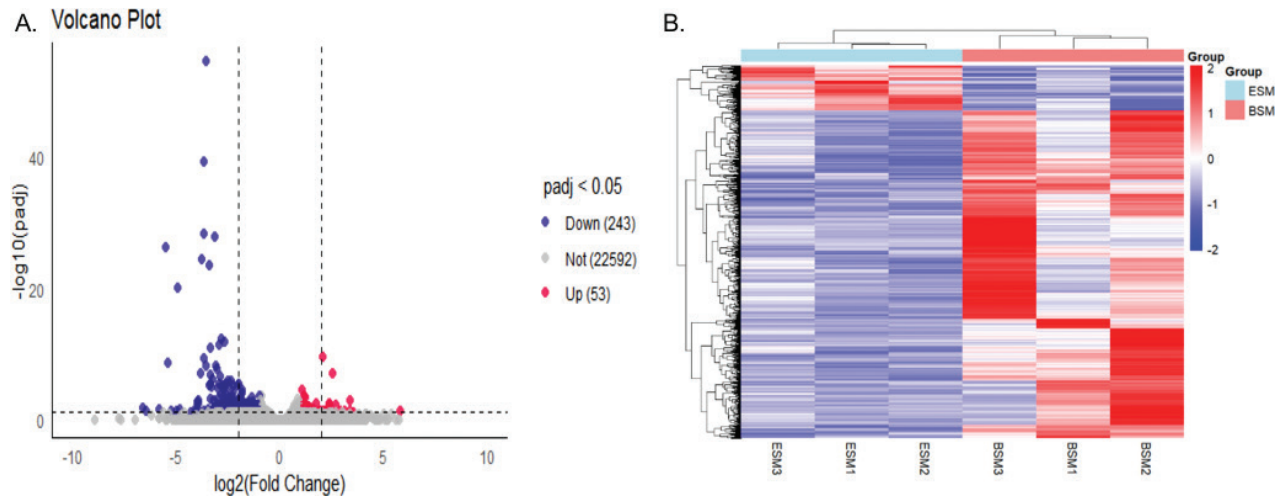 A.
Volcano Plot
40
20
0
-log10(padj)
-10
-5
0
5
10
log2(Fold Change)
padj < 0.05
Down (243)
Not (22592)
Up (53)
B.
Group
2
1
0
-1
-2
Group
ESM
BSM
ESM3
ESM1
ESM2
BSM3
BSM1
BSM2